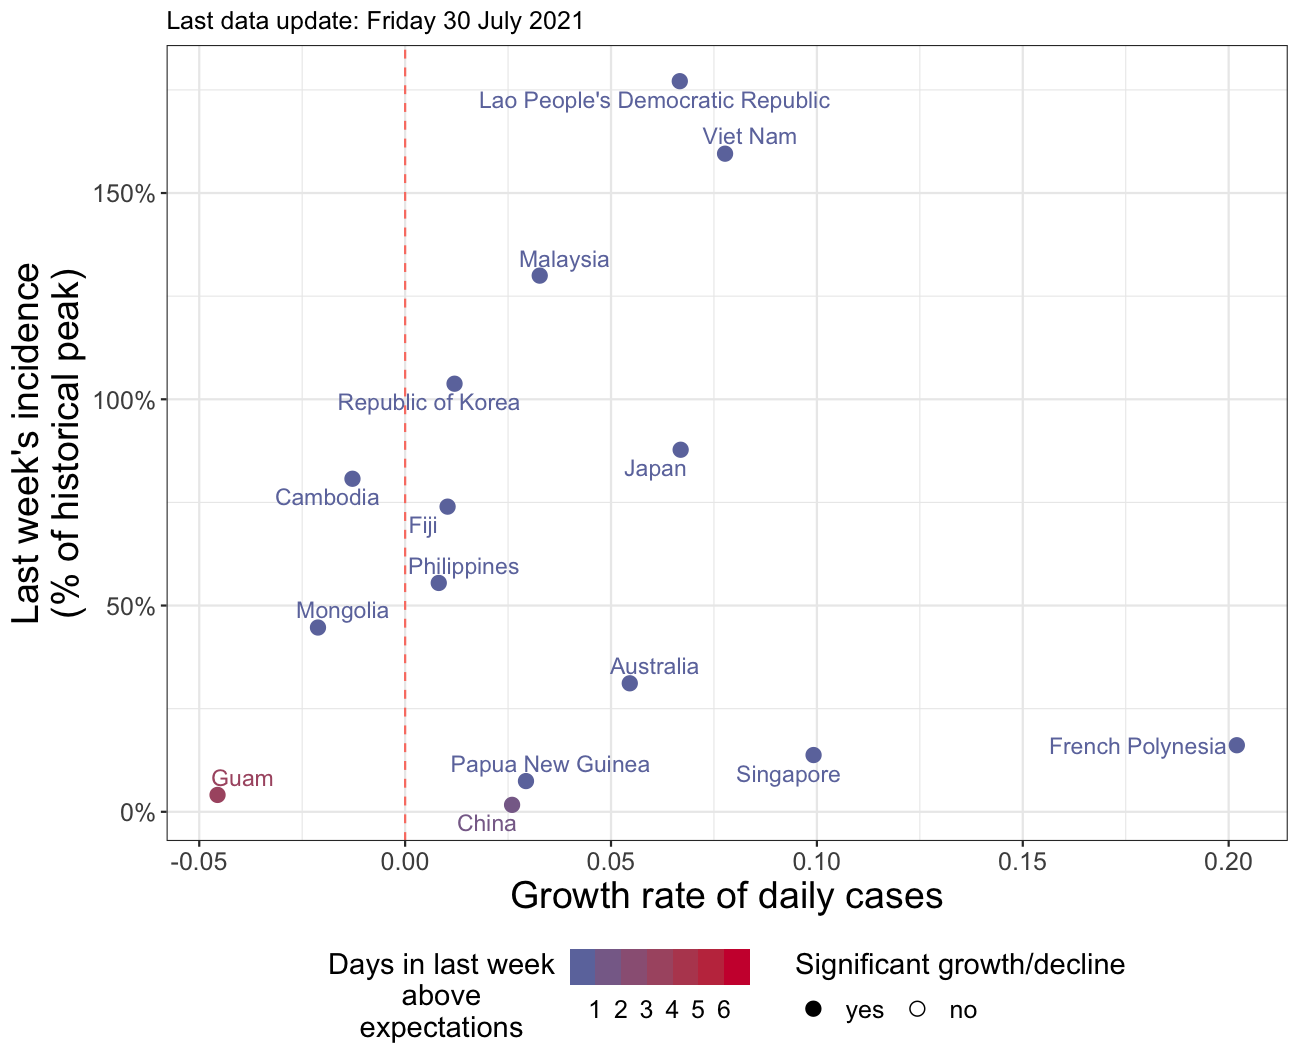 Last data update: Friday 30 July 2021
Lao People's Democratic Republic
Viet Nam
150%
Malaysia
100%
Republic of Korea
Japan
Cambodia
Fiji
Philippines
50%
Mongolia
Australia
French Polynesia
Papua New Guinea
Singapore
Guam
0%
China
Last week's incidence
(% of historical peak)
-0.05 0.00 0.05 0.10 0.15 0.20
Growth rate of daily cases
Days in last week
above
expectations
1 2 3 4 5 6
Significant growth/decline
yes no